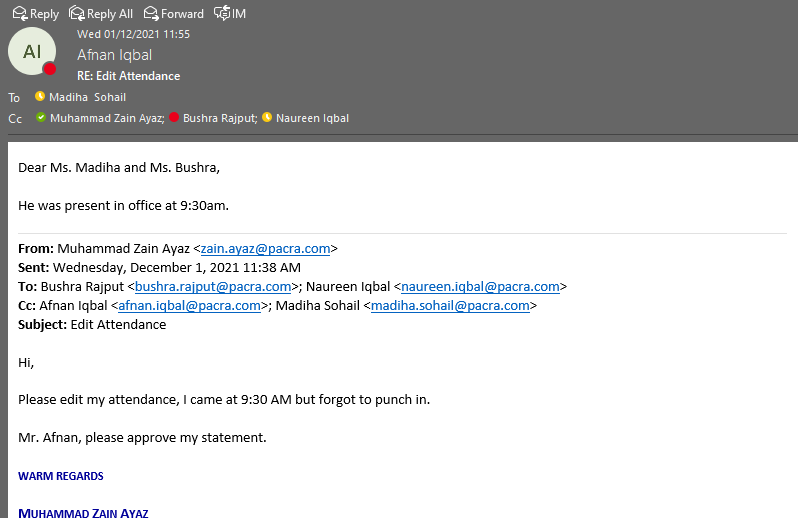 Reply Reply All Forward IM
Wed 01/12/2021 11:55
AI
Afnan Iqbal
RE: Edit Attendance
To Madiha Sohail
Cc Muhammad Zain Ayaz; Bushra Rajput; Naureen Iqbal
Dear Ms. Madiha and Ms. Bushra,
He was present in office at 9:30am.
From: Muhammad Zain Ayaz <zain.ayaz@pacra.com>
Sent: Wednesday, December 1, 2021 11:38 AM
To: Bushra Rajput <bushra.rajput@pacra.com>; Naureen Iqbal <naureen.iqbal@pacra.com>
Cc: Afnan Iqbal <afnan.iqbal@pacra.com>; Madiha Sohail <madiha.sohail@pacra.com>
Subject: Edit Attendance
Hi,
Please edit my attendance, I came at 9:30 AM but forgot to punch in.
Mr. Afnan, please approve my statement.
WARM REGARDS
MUHAMMAD ZAIN AYAZ